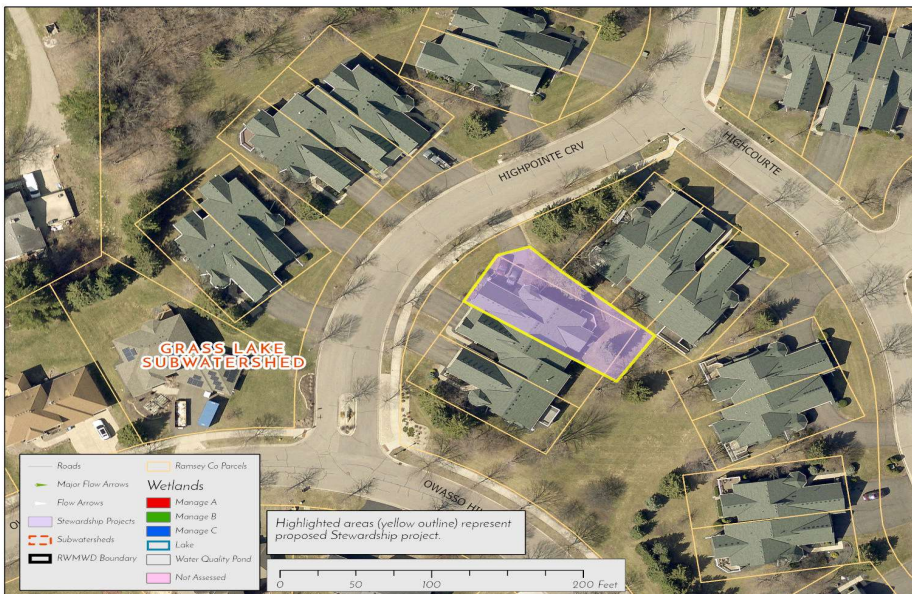 HIGHPOINTE CRV
HIGHCOURTE
GRASS LAKE
SUBWATERSHED
OWASSO HI
Roads
Major Flow Arrows
Flow Arrows
Stewardship Projects
Subwatersheds
RWMWD Boundary
Ramsey Co Parcels
Wetlands
Manage A
Manage B
Manage C
Lake
Water Quality Pond
Not Assessed
Highlighted areas (yellow outline) represent
proposed Stewardship project.
0 50 100 200 Feet